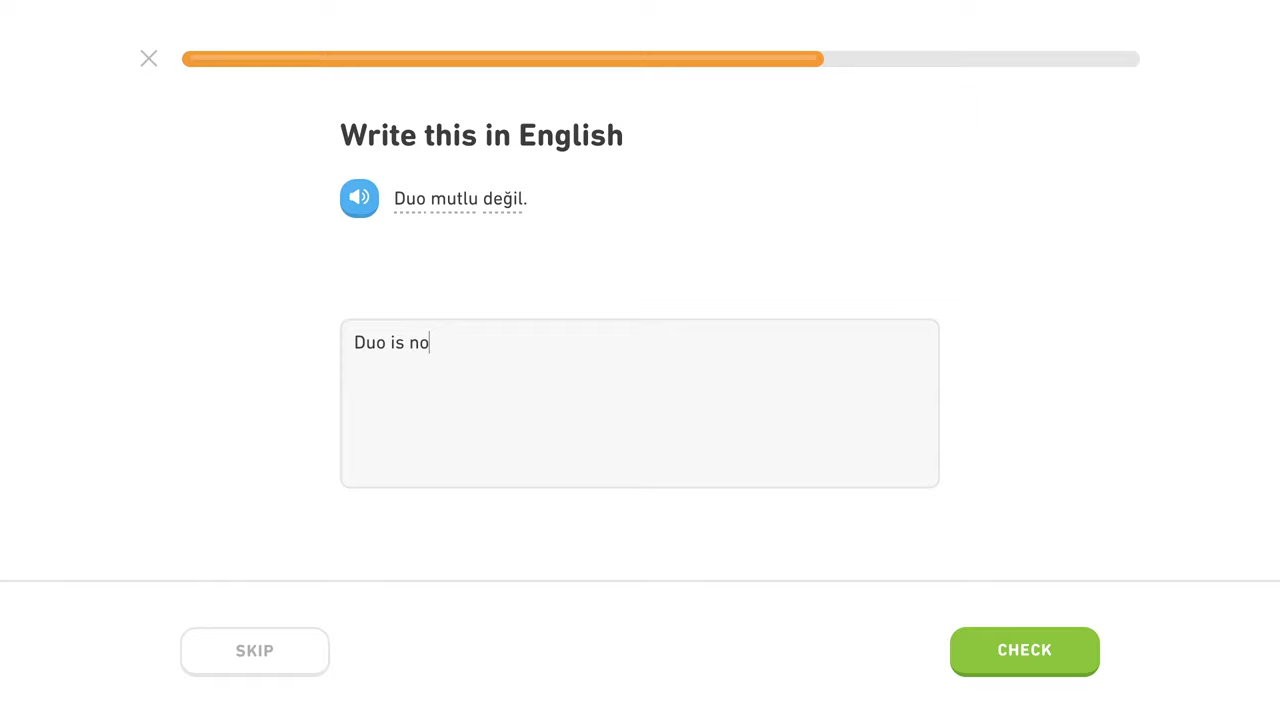 Write this in English
Duo mutlu değil.
Duo is no
SKIP
CHECK